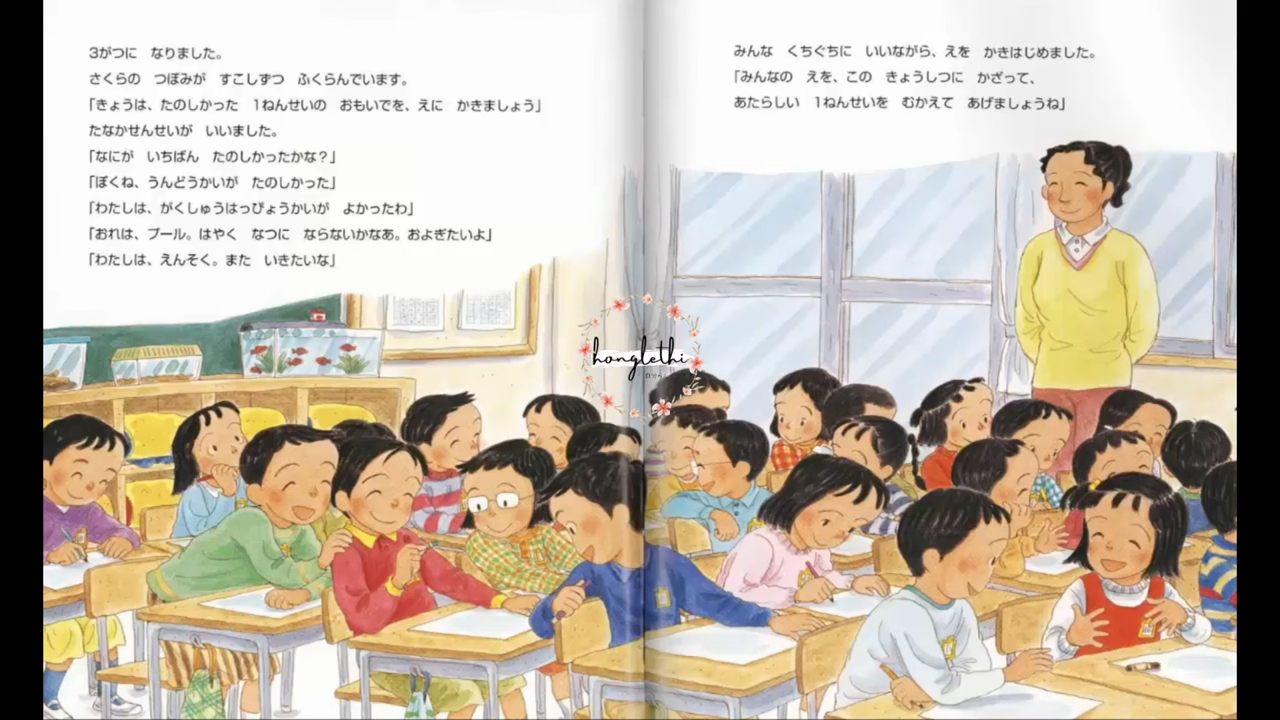 3がつに　なりました。
さくらの　つぼみが　すこしずつ　ふくらんでいます。
「きょうは、たのしかった　1ねんせいの　おもいでを、えに　かきましょう」
たなかせんせいが　いいました。
「なにが　いちばん　たのしかったかな？」
「ぼくね、うんどうかいが　たのしかった」
「わたしは、がくしゅうはっぴょうかいが　よかったわ」
「おれは、プール。はやく　なつに　ならないかなあ。およぎたいよ」
「わたしは、えんそく。また　いきたいな」
みんな　くちぐちに　いいながら、えを　かきはじめました。
「みんなの　えを、この　きょうしつに　かざって、
あたらしい　1ねんせいを　むかえて　あげましょうね」
honglethi